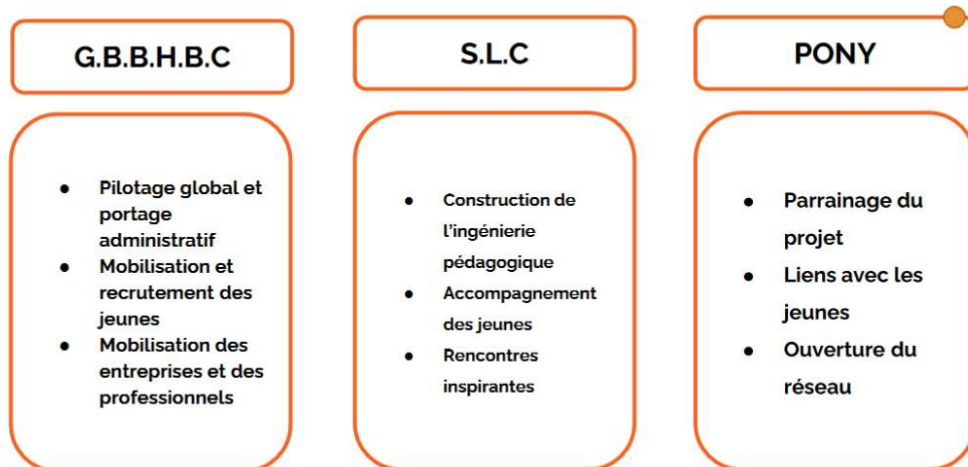 G.B.B.H.B.C
● Pilotage global et
portage
administratif
● Mobilisation et
recrutement des
jeunes
● Mobilisation des
entreprises et des
professionnels
S.L.C
● Construction de
l'ingénierie
pédagogique
● Accompagnement
des jeunes
● Rencontres
inspirantes
PONY
● Parrainage du
projet
● Liens avec les
jeunes
● Ouverture du
réseau